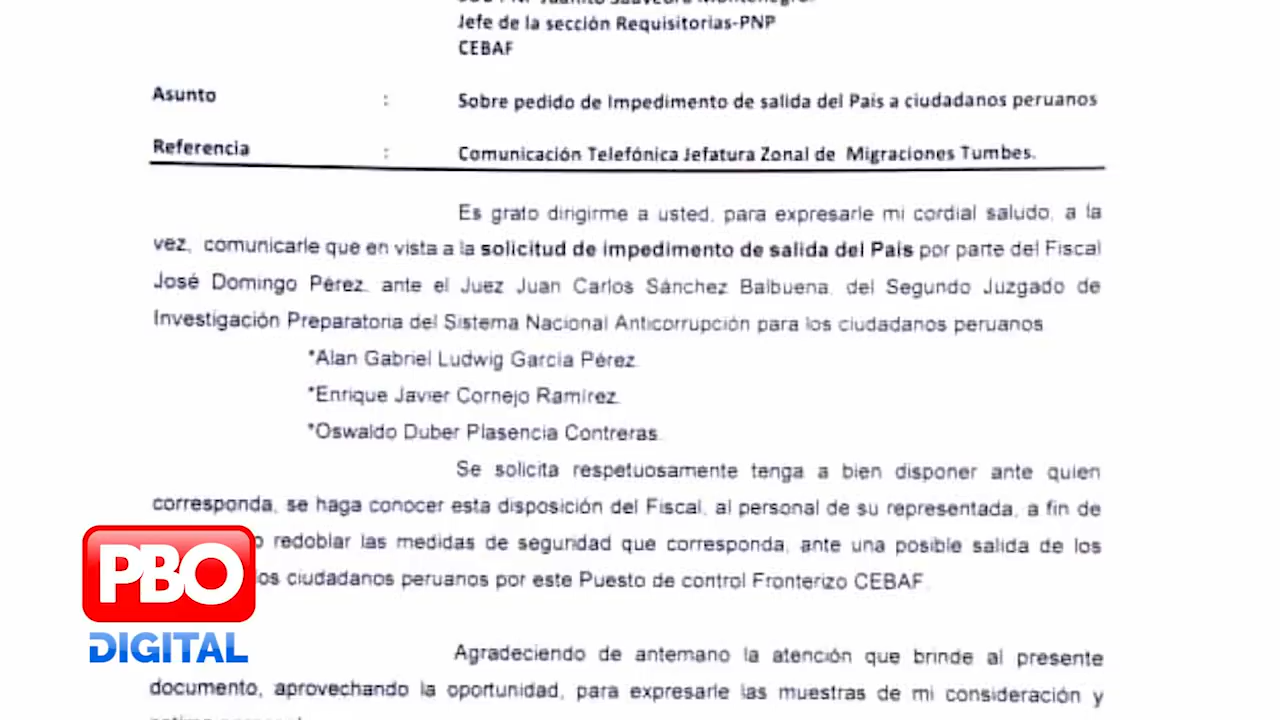 Jefe de la sección Requisitorias-PNP
CEBAF
Asunto : Sobre pedido de Impedimento de salida del País a ciudadanos peruanos
Referencia : Comunicación Telefónica Jefatura Zonal de Migraciones Tumbes.
Es grato dirigirme a usted, para expresarle mi cordial saludo, a la
vez, comunicarle que en vista a la solicitud de impedimento de salida del País por parte del Fiscal
José Domingo Pérez, ante el Juez Juan Carlos Sánchez Balbuena, del Segundo Juzgado de
Investigación Preparatoria del Sistema Nacional Anticorrupción para los ciudadanos peruanos
*Alan Gabriel Ludwig García Pérez.
*Enrique Javier Cornejo Ramírez.
*Oswaldo Duber Plasencia Contreras.
Se solicita respetuosamente tenga a bien disponer ante quien
corresponda, se haga conocer esta disposición del Fiscal, al personal de su representada, a fin de
redoblar las medidas de seguridad que corresponda, ante una posible salida de los
ciudadanos peruanos por este Puesto de control Fronterizo CEBAF.
PBO
DIGITAL
Agradeciendo de antemano la atención que brinde al presente
documento, aprovechando la oportunidad, para expresarle las muestras de mi consideración y